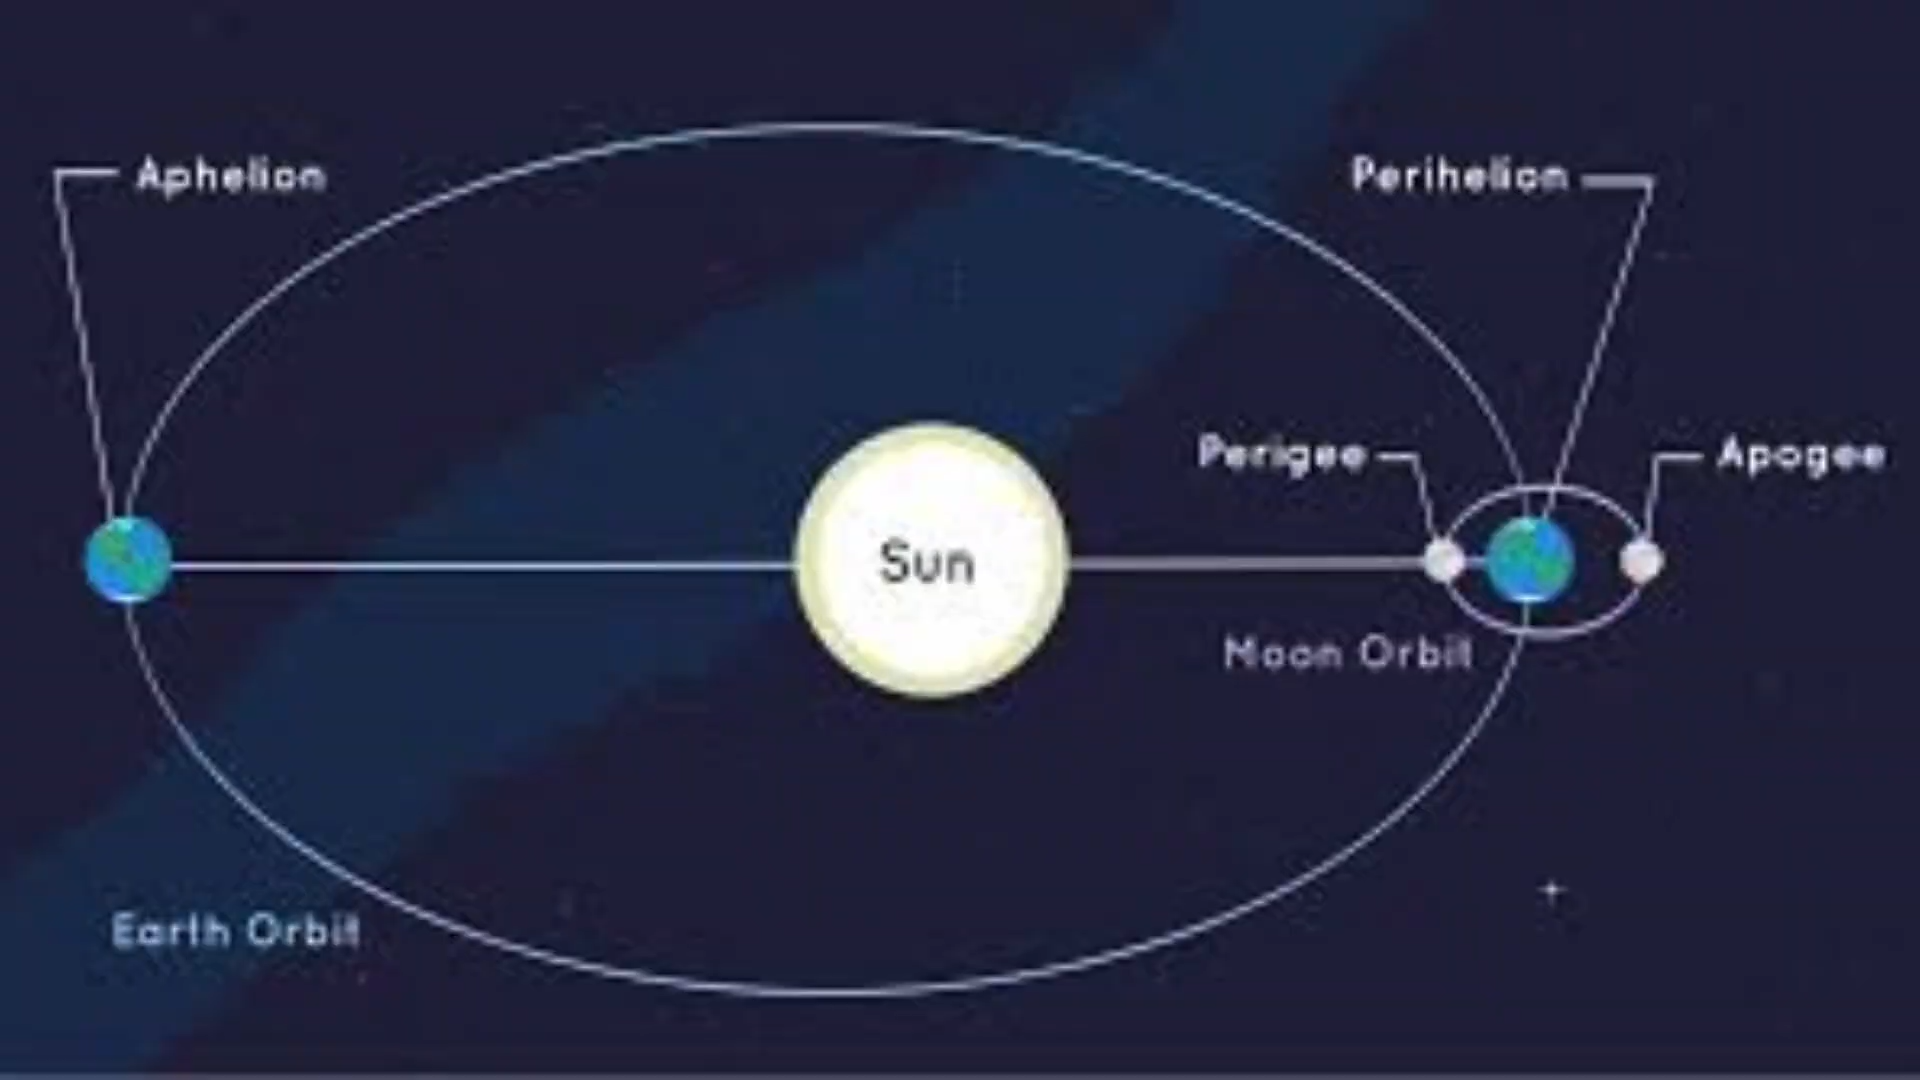 Aphelion
Perihelion
Perigee
Apogee
Sun
Moon Orbit
Earth Orbit